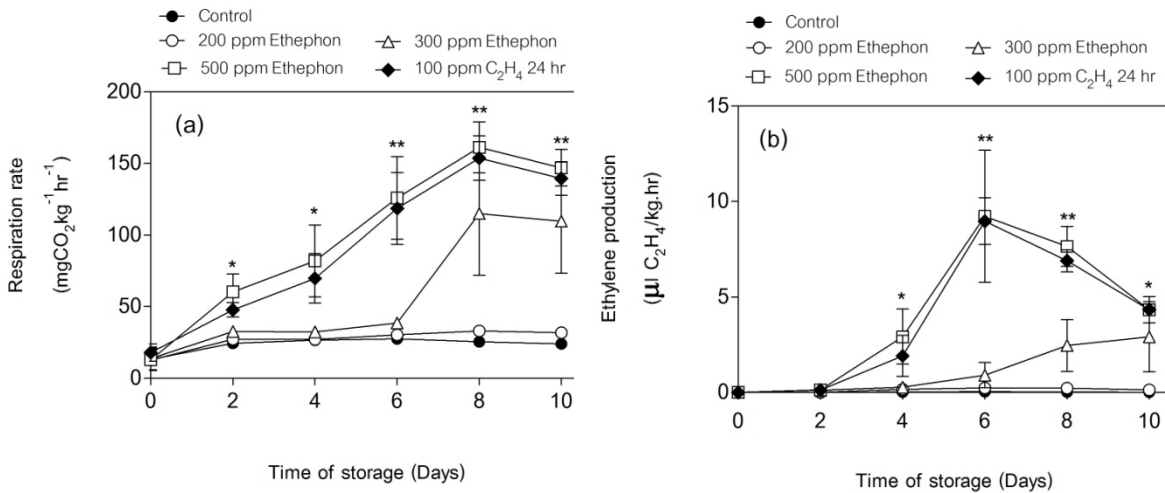 Control
200 ppm Ethephon
300 ppm Ethephon
500 ppm Ethephon
100 ppm C₂H₄ 24 hr
(a)
Respiration rate
(mgCO₂kg⁻¹hr⁻¹)
200
150
100
50
0
*
*
**
**
**
0 2 4 6 8 10
Time of storage (Days)
Control
200 ppm Ethephon
300 ppm Ethephon
500 ppm Ethephon
100 ppm C₂H₄ 24 hr
(b)
Ethylene production
(μl C₂H₄/kg.hr)
15
10
5
0
*
**
**
*
0 2 4 6 8 10
Time of storage (Days)